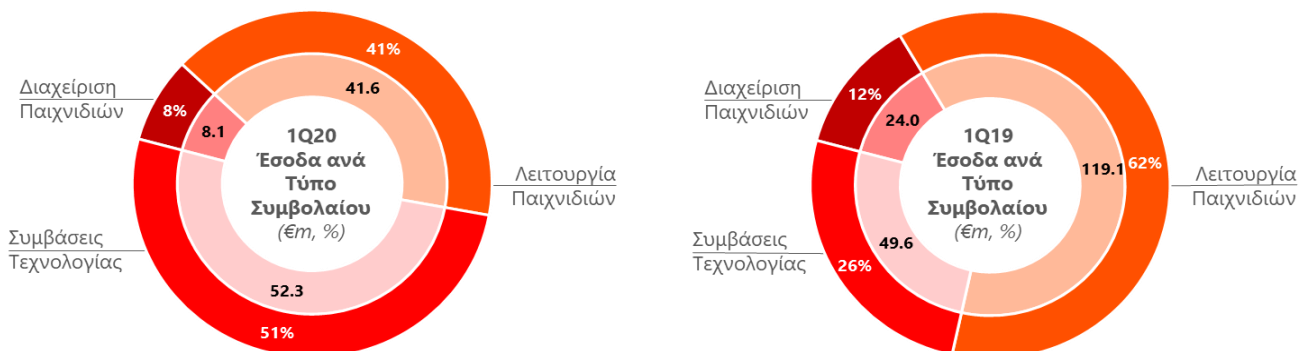 41%
Διαχείριση
Παιχνιδιών
8%
41.6
8.1
1Q20
Έσοδα ανά
Τύπο
Συμβολαίου
(€m, %)
Λειτουργία
Παιχνιδιών
Συμβάσεις
Τεχνολογίας
52.3
51%
Διαχείριση
Παιχνιδιών
12%
24.0
1Q19
Έσοδα ανά
Τύπο
Συμβολαίου
(€m, %)
119.1
62%
Λειτουργία
Παιχνιδιών
Συμβάσεις
Τεχνολογίας
49.6
26%